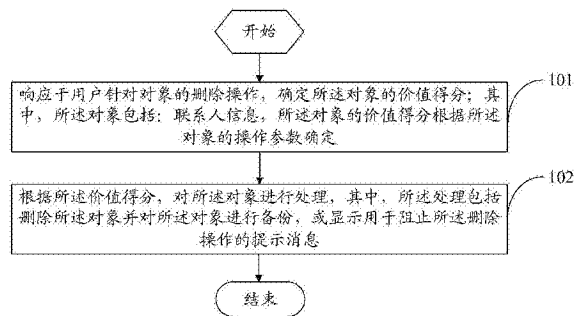 开始
响应于用户针对对象的删除操作，确定所述对象的价值得分；其
中，所述对象包括：联系人信息，所述对象的价值得分根据所述
对象的操作参数确定
101
根据所述价值得分，对所述对象进行处理，其中，所述处理包括
删除所述对象并对所述对象进行备份，或显示用于阻止所述删除
操作的提示消息
102
结束